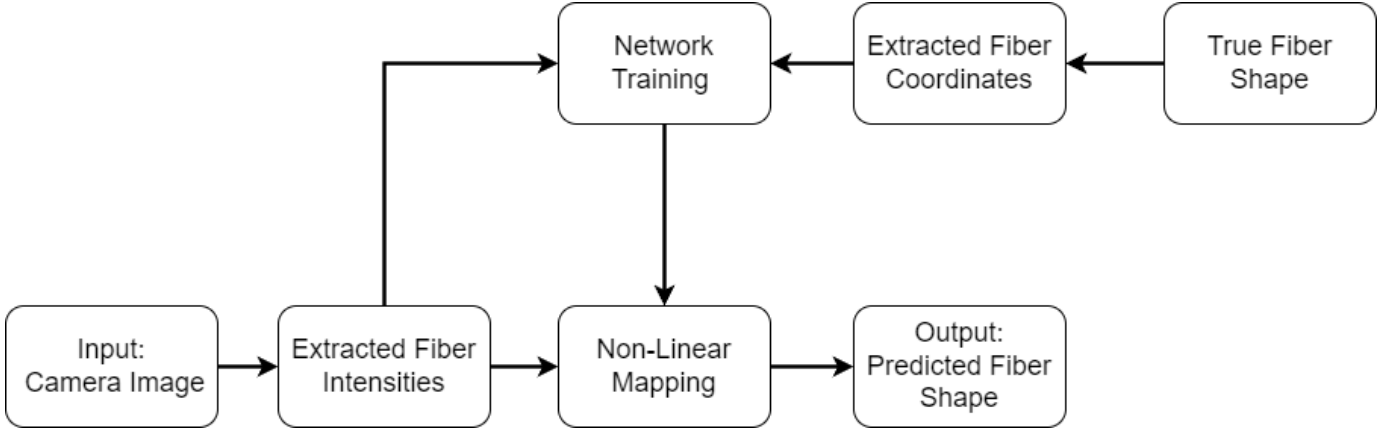 Network
Training
Extracted Fiber
Coordinates
True Fiber
Shape
Input:
Camera Image
Extracted Fiber
Intensities
Non-Linear
Mapping
Output:
Predicted Fiber
Shape